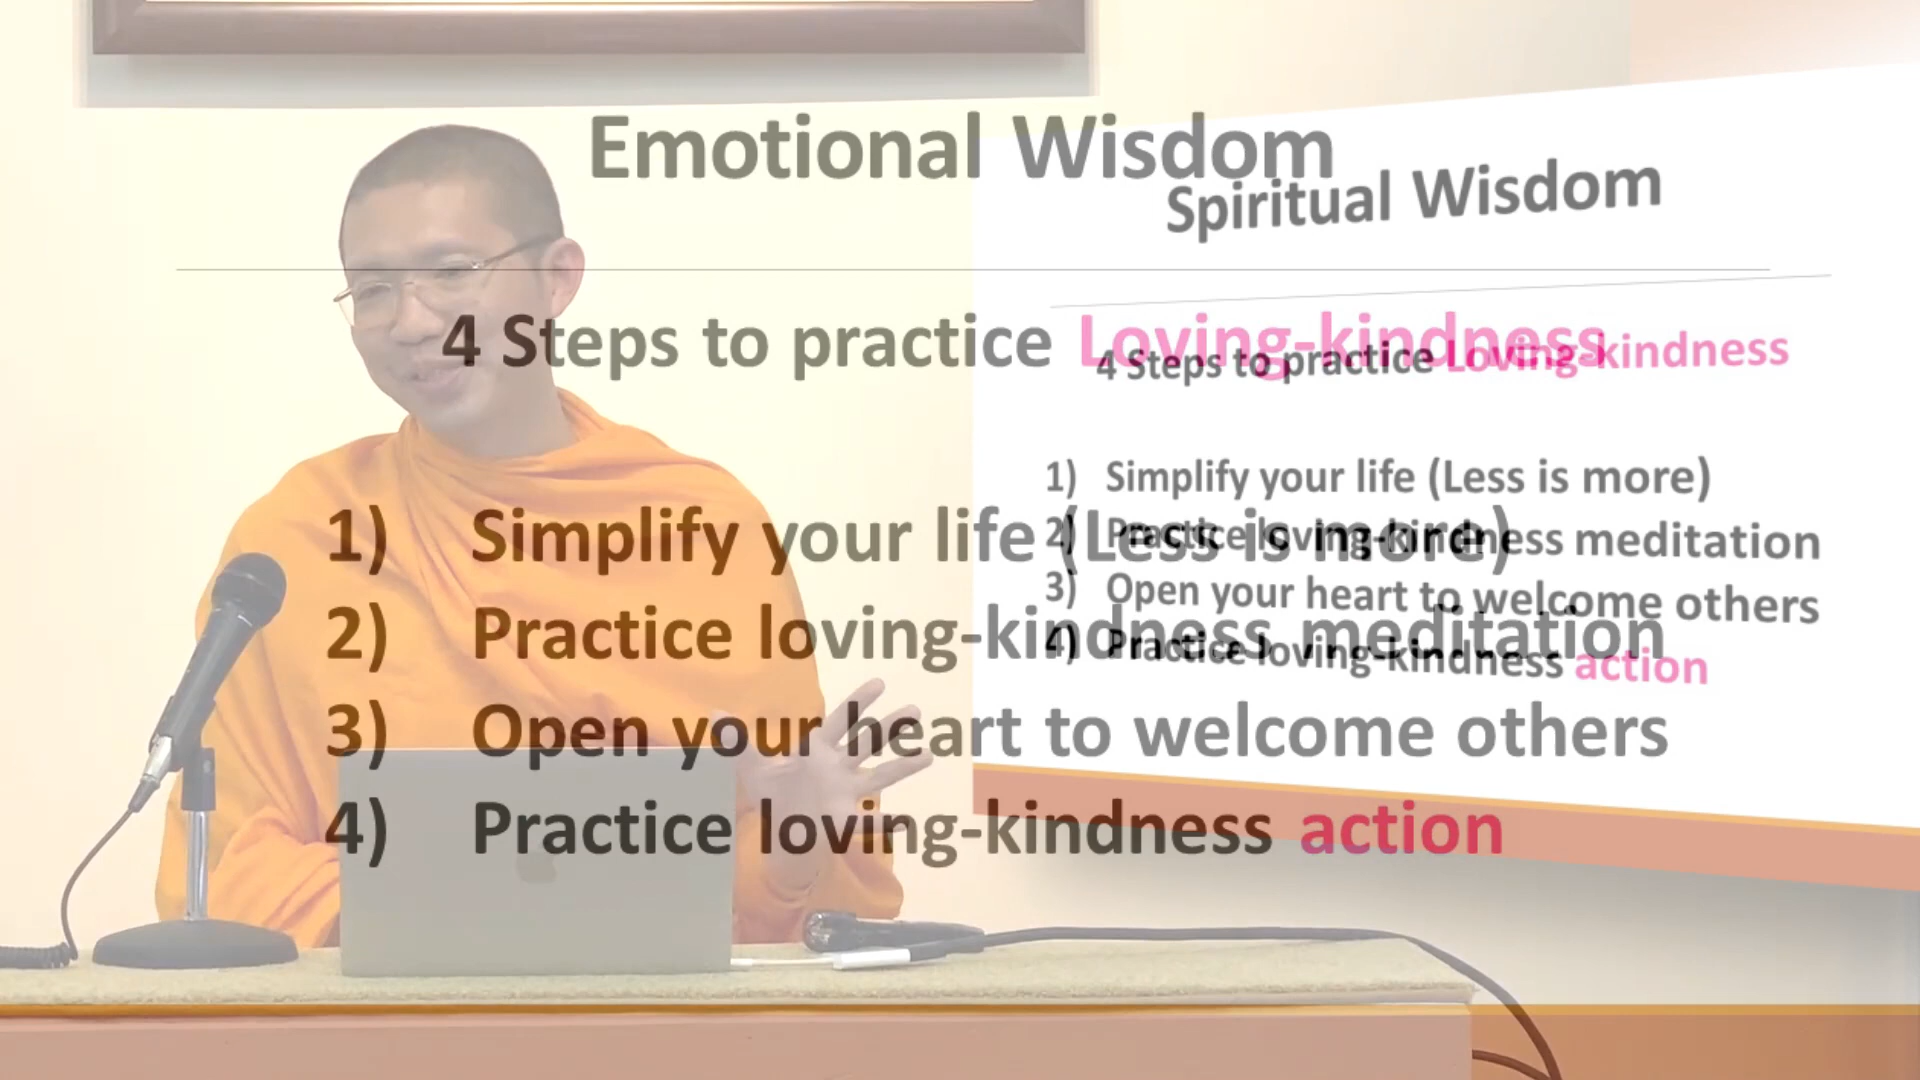 Emotional Wisdom
4 Steps to practice Loving-kindness
1) Simplify your life (Less is more)
2) Practice loving-kindness meditation
3) Open your heart to welcome others
4) Practice loving-kindness action
Spiritual Wisdom
4 Steps to practice Loving-kindness
1) Simplify your life (Less is more)
2) Practice loving-kindness meditation
3) Open your heart to welcome others
4) Practice loving-kindness action